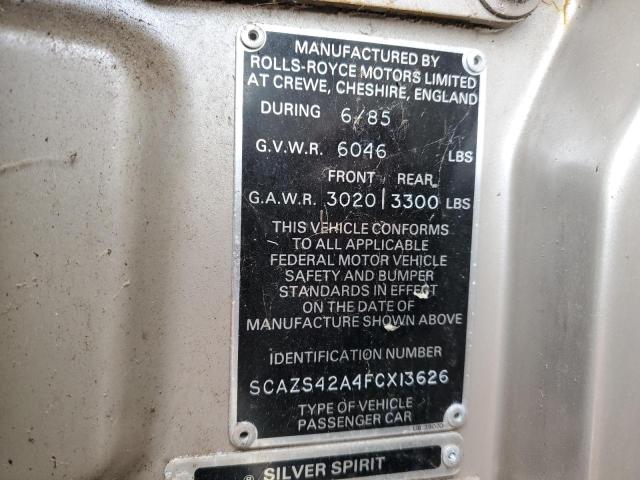 MANUFACTURED BY
ROLLS-ROYCE MOTORS LIMITED
AT CREWE, CHESHIRE, ENGLAND
DURING 6/85
G.V.W.R. 6046 LBS
FRONT REAR
G.A.W.R. 3020 | 3300 LBS
THIS VEHICLE CONFORMS
TO ALL APPLICABLE
FEDERAL MOTOR VEHICLE
SAFETY AND BUMPER
STANDARDS IN EFFECT
ON THE DATE OF
MANUFACTURE SHOWN ABOVE
IDENTIFICATION NUMBER
SCAZS42A4FCX13626
TYPE OF VEHICLE
PASSENGER CAR
® SILVER SPIRIT